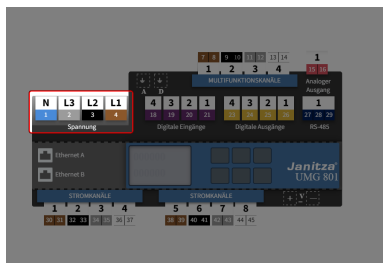 7 8 9 10 11 12 13 14
1 2 3 4
1
15 16
MULTIFUNKTIONSKANÄLE
Analoger
Ausgang
A D
N L3 L2 L1
1 2 3 4
Spannung
4 3 2 1
18 19 20 21
Digitale Eingänge
4 3 2 1
23 24 25 26
Digitale Ausgänge
1
27 28 29
RS-485
Ethernet A
Ethernet B
Janitza®
UMG 801
STROMKANÄLE
1 2 3 4
30 31 32 33 34 35 36 37
STROMKANÄLE
5 6 7 8
38 39 40 41 42 43 44 45
+ V −